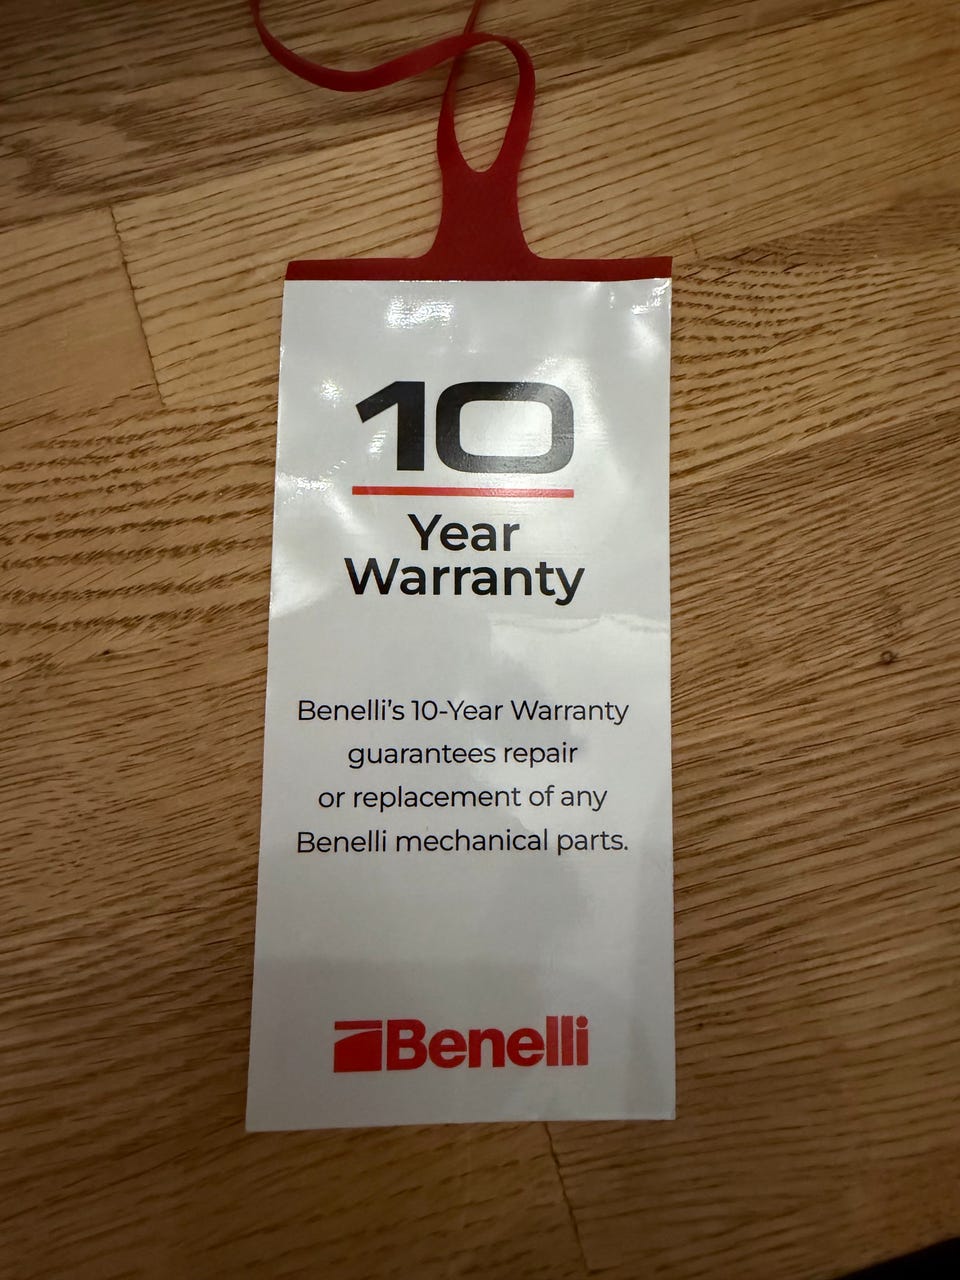 10
Year
Warranty
Benelli's 10-Year Warranty
guarantees repair
or replacement of any
Benelli mechanical parts.
Benelli